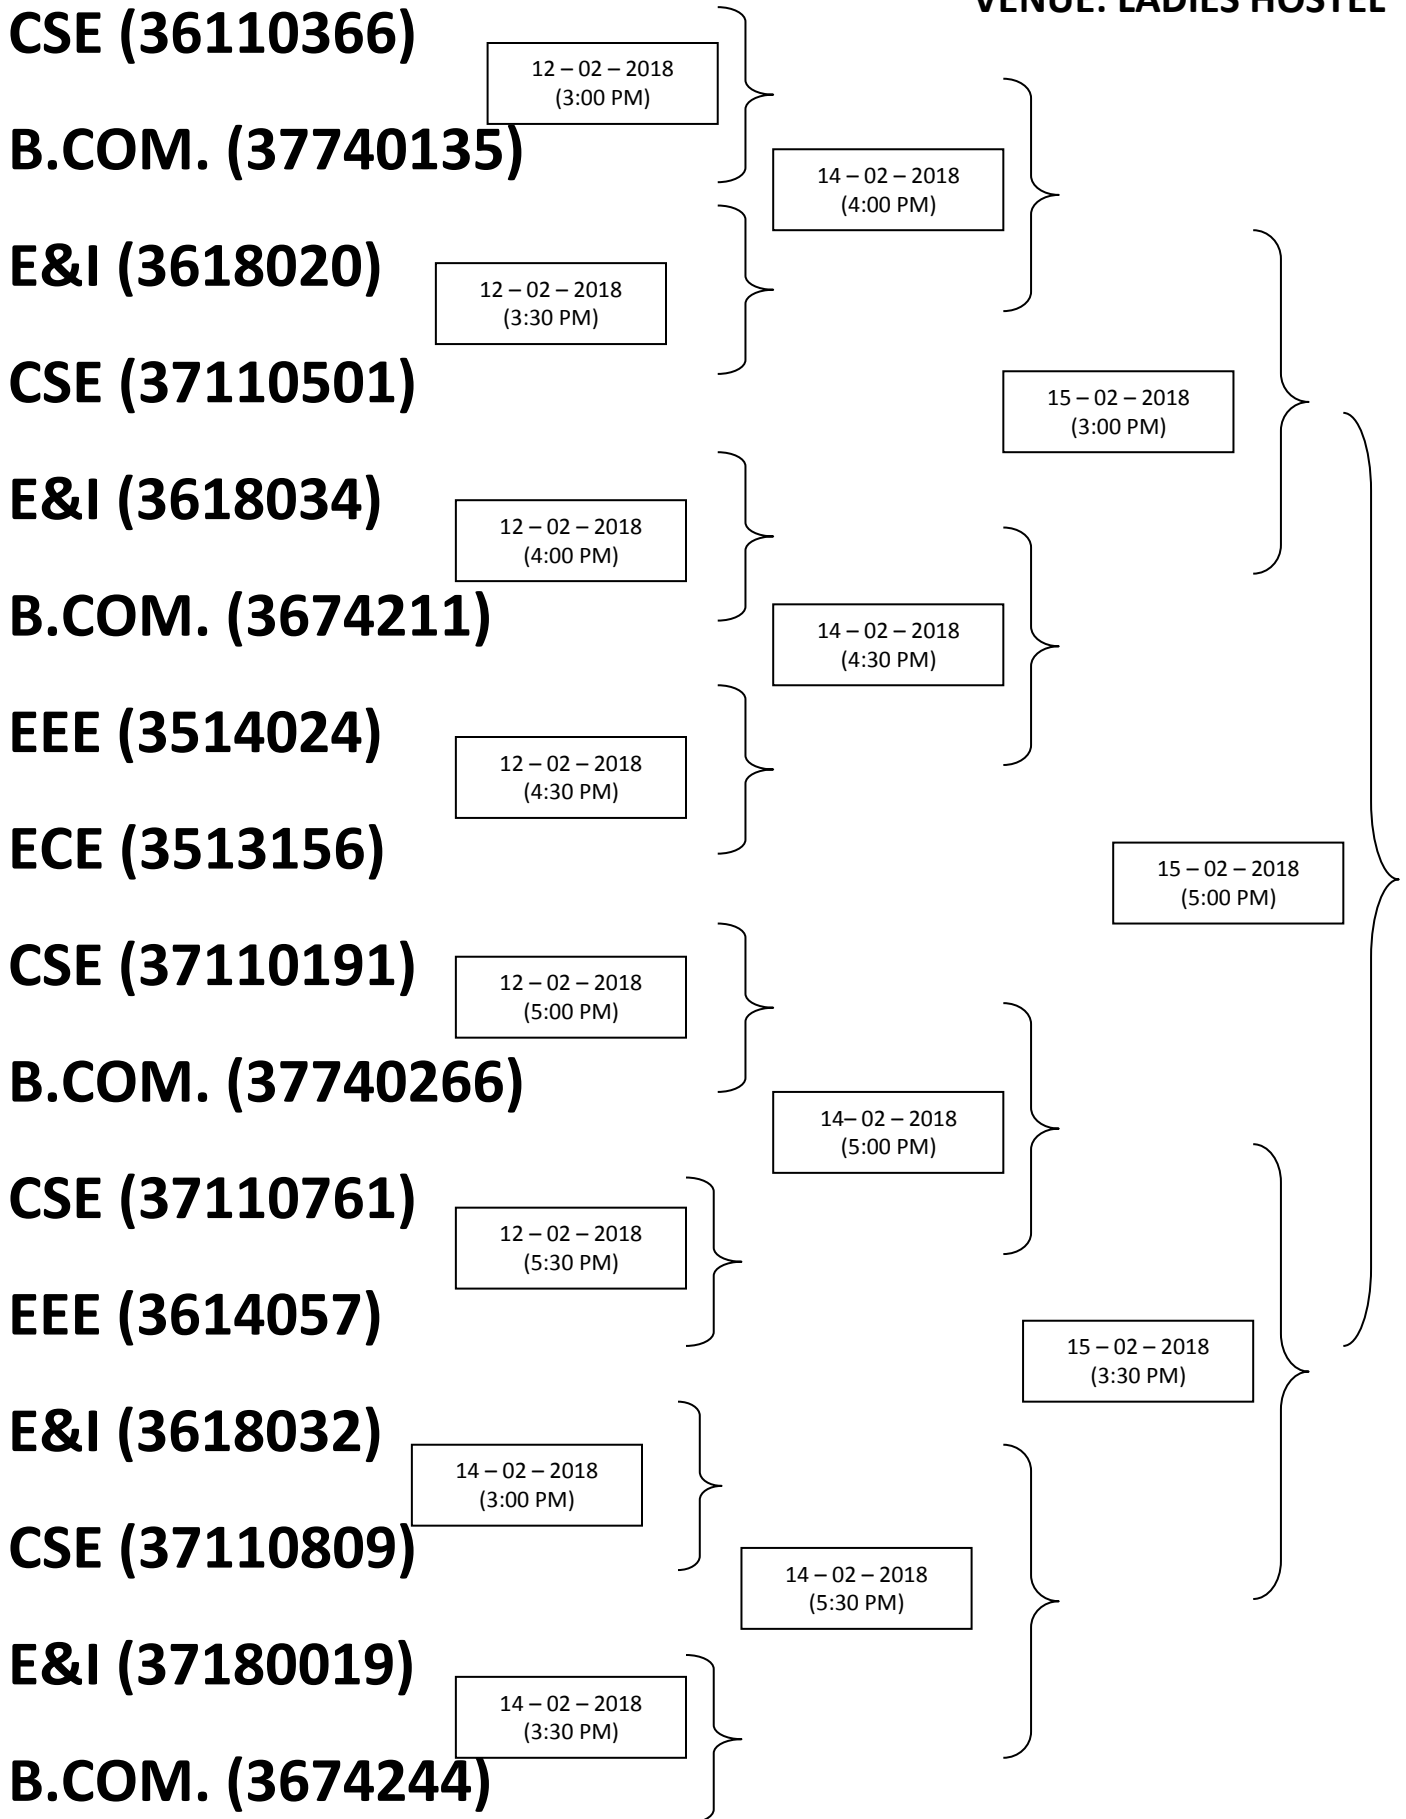 VENUE: LADIES HOSTEL
CSE (36110366)
12 – 02 – 2018
(3:00 PM)
B.COM. (37740135)
14 – 02 – 2018
(4:00 PM)
E&I (3618020)
12 – 02 – 2018
(3:30 PM)
CSE (37110501)
15 – 02 – 2018
(3:00 PM)
E&I (3618034)
12 – 02 – 2018
(4:00 PM)
B.COM. (3674211)
14 – 02 – 2018
(4:30 PM)
EEE (3514024)
12 – 02 – 2018
(4:30 PM)
ECE (3513156)
15 – 02 – 2018
(5:00 PM)
CSE (37110191)
12 – 02 – 2018
(5:00 PM)
B.COM. (37740266)
14– 02 – 2018
(5:00 PM)
CSE (37110761)
12 – 02 – 2018
(5:30 PM)
EEE (3614057)
15 – 02 – 2018
(3:30 PM)
E&I (3618032)
14 – 02 – 2018
(3:00 PM)
CSE (37110809)
14 – 02 – 2018
(5:30 PM)
E&I (37180019)
14 – 02 – 2018
(3:30 PM)
B.COM. (3674244)